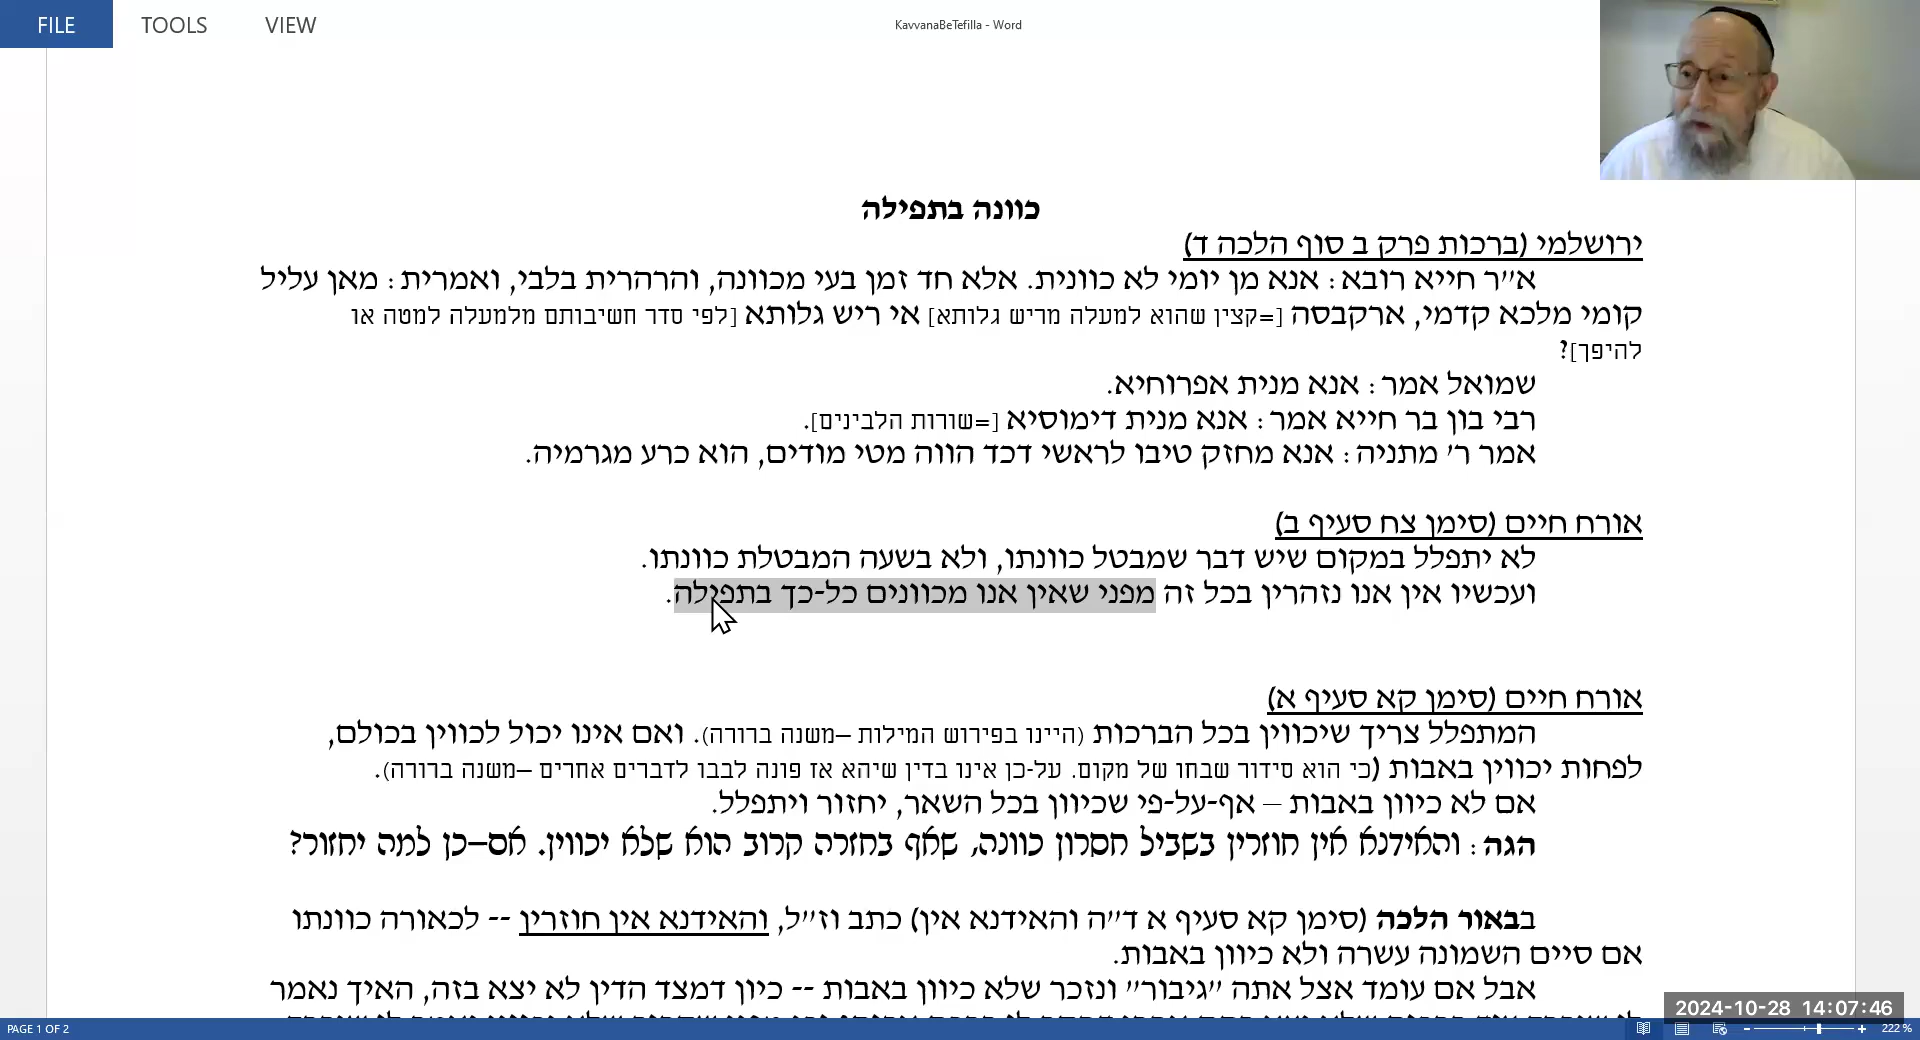 FILE TOOLS VIEW
KavvanaBeTefilla - Word
כוונה בתפילה
ירושלמי (ברכות פרק ב סוף הלכה ד)
א״ר חייא רובא: אנא מן יומי לא כוונית. אלא חד זמן בעי מכוונה, והרהרית בלבי, ואמרית: מאן עליל
קומי מלכא קדמי, ארקבסה [=קצין שהוא למעלה מריש גלותא] אי ריש גלותא [לפי סדר חשיבותם מלמעלה למטה או
להיפך]?
שמואל אמר: אנא מנית אפרוחיא.
רבי בון בר חייא אמר: אנא מנית דימוסיא [=שורות הלבינים].
אמר ר׳ מתניה: אנא מחזק טיבו לראשי דכד הווה מטי מודים, הוא כרע מגרמיה.
אורח חיים (סימן צח סעיף ב)
לא יתפלל במקום שיש דבר שמבטל כוונתו, ולא בשעה המבטלת כוונתו.
ועכשיו אין אנו נזהרין בכל זה מפני שאין אנו מכוונים כל-כך בתפילה.
אורח חיים (סימן קא סעיף א)
המתפלל צריך שיכווין בכל הברכות (היינו בפירוש המילות –משנה ברורה). ואם אינו יכול לכווין בכולם,
לפחות יכווין באבות (כי הוא סידור שבחו של מקום. על-כן אינו בדין שיהא אז פונה לבבו לדברים אחרים –משנה ברורה).
אם לא כיוון באבות – אף-על-פי שכיוון בכל השאר, יחזור ויתפלל.
הגה: והאידנא אין חוזרין בשביל חסרון כוונה, שאף בחזרה קרוב הוא שלא יכווין. אם–כן למה יחזור?
בבאור הלכה (סימן קא סעיף א ד״ה והאידנא אין) כתב וז״ל, והאידנא אין חוזרין -- לכאורה כוונתו
אם סיים השמונה עשרה ולא כיוון באבות.
אבל אם עומד אצל אתה ״גיבור״ ונזכר שלא כיוון באבות -- כיון דמצד הדין לא יצא בזה, האיך נאמר
2024-10-28 14:07:46
PAGE 1 OF 2
222 %